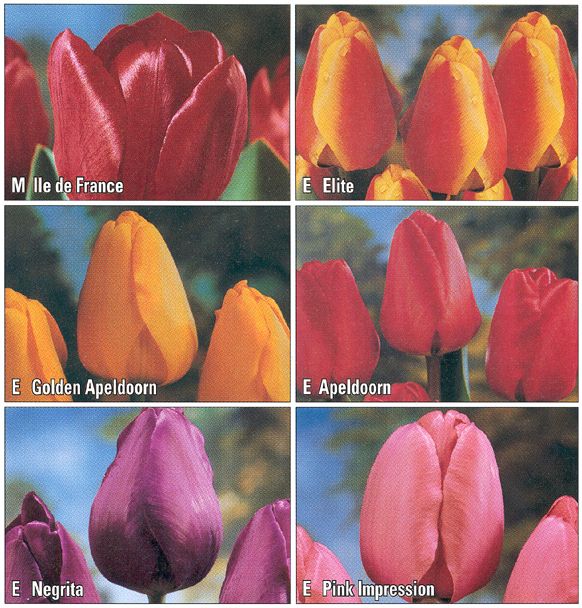 M Ile de France
E Elite
E Golden Apeldoorn
E Apeldoorn
E Negrita
E Pink Impression